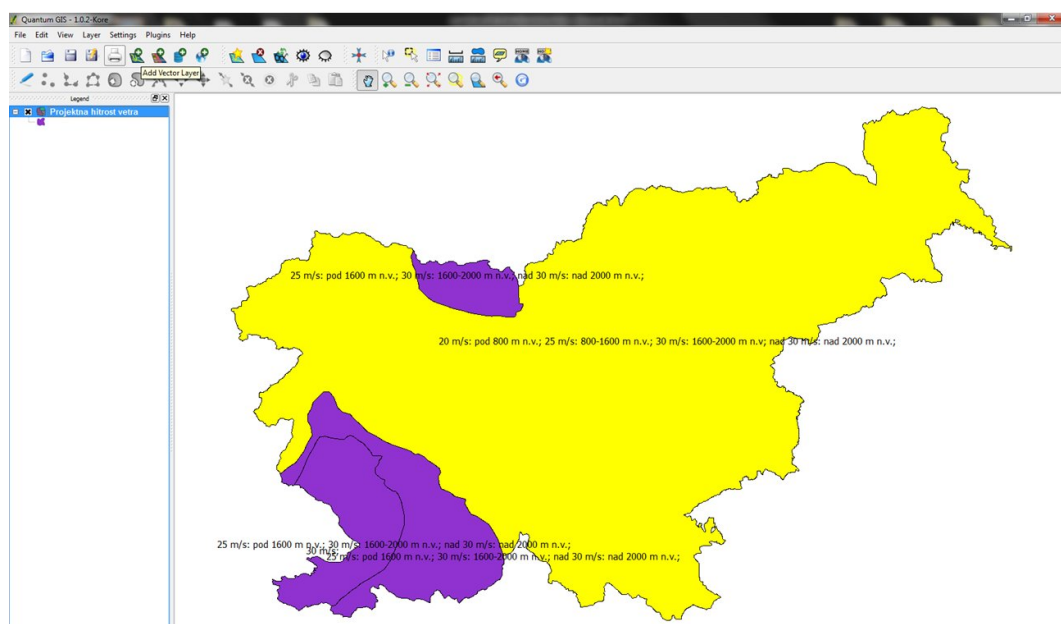 Quantum GIS - 1.0.2-Kore
File Edit View Layer Settings Plugins Help
Add Vector Layer
Legend
Projektna hitrost vetra
25 m/s: pod 1600 m n.v.; 30 m/s: 1600-2000 m n.v.; nad 30 m/s: nad 2000 m n.v.;
20 m/s: pod 800 m n.v.; 25 m/s: 800-1600 m n.v.; 30 m/s: 1600-2000 m n.v; nad 30 m/s: nad 2000 m n.v.;
25 m/s: pod 1600 m n.v.; 30 m/s: 1600-2000 m n.v.; nad 30 m/s: nad 2000 m n.v.;
30 m/s;
25 m/s: pod 1600 m n.v.; 30 m/s: 1600-2000 m n.v.; nad 30 m/s: nad 2000 m n.v.;